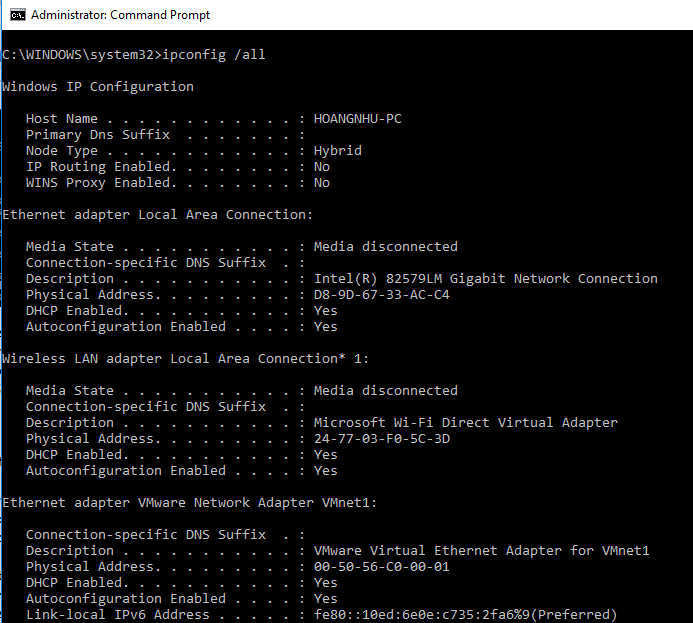 Administrator: Command Prompt
C:\WINDOWS\system32>ipconfig /all
Windows IP Configuration
   Host Name . . . . . . . . . . . . : HOANGNHU-PC
   Primary Dns Suffix  . . . . . . . :
   Node Type . . . . . . . . . . . . : Hybrid
   IP Routing Enabled. . . . . . . . : No
   WINS Proxy Enabled. . . . . . . . : No
Ethernet adapter Local Area Connection:
   Media State . . . . . . . . . . . : Media disconnected
   Connection-specific DNS Suffix  . :
   Description . . . . . . . . . . . : Intel(R) 82579LM Gigabit Network Connection
   Physical Address. . . . . . . . . : D8-9D-67-33-AC-C4
   DHCP Enabled. . . . . . . . . . . : Yes
   Autoconfiguration Enabled . . . . : Yes
Wireless LAN adapter Local Area Connection* 1:
   Media State . . . . . . . . . . . : Media disconnected
   Connection-specific DNS Suffix  . :
   Description . . . . . . . . . . . : Microsoft Wi-Fi Direct Virtual Adapter
   Physical Address. . . . . . . . . : 24-77-03-F0-5C-3D
   DHCP Enabled. . . . . . . . . . . : Yes
   Autoconfiguration Enabled . . . . : Yes
Ethernet adapter VMware Network Adapter VMnet1:
   Connection-specific DNS Suffix  . :
   Description . . . . . . . . . . . : VMware Virtual Ethernet Adapter for VMnet1
   Physical Address. . . . . . . . . : 00-50-56-C0-00-01
   DHCP Enabled. . . . . . . . . . . : Yes
   Autoconfiguration Enabled . . . . : Yes
   Link-local IPv6 Address . . . . . : fe80::10ed:6e0e:c735:2fa6%9(Preferred)